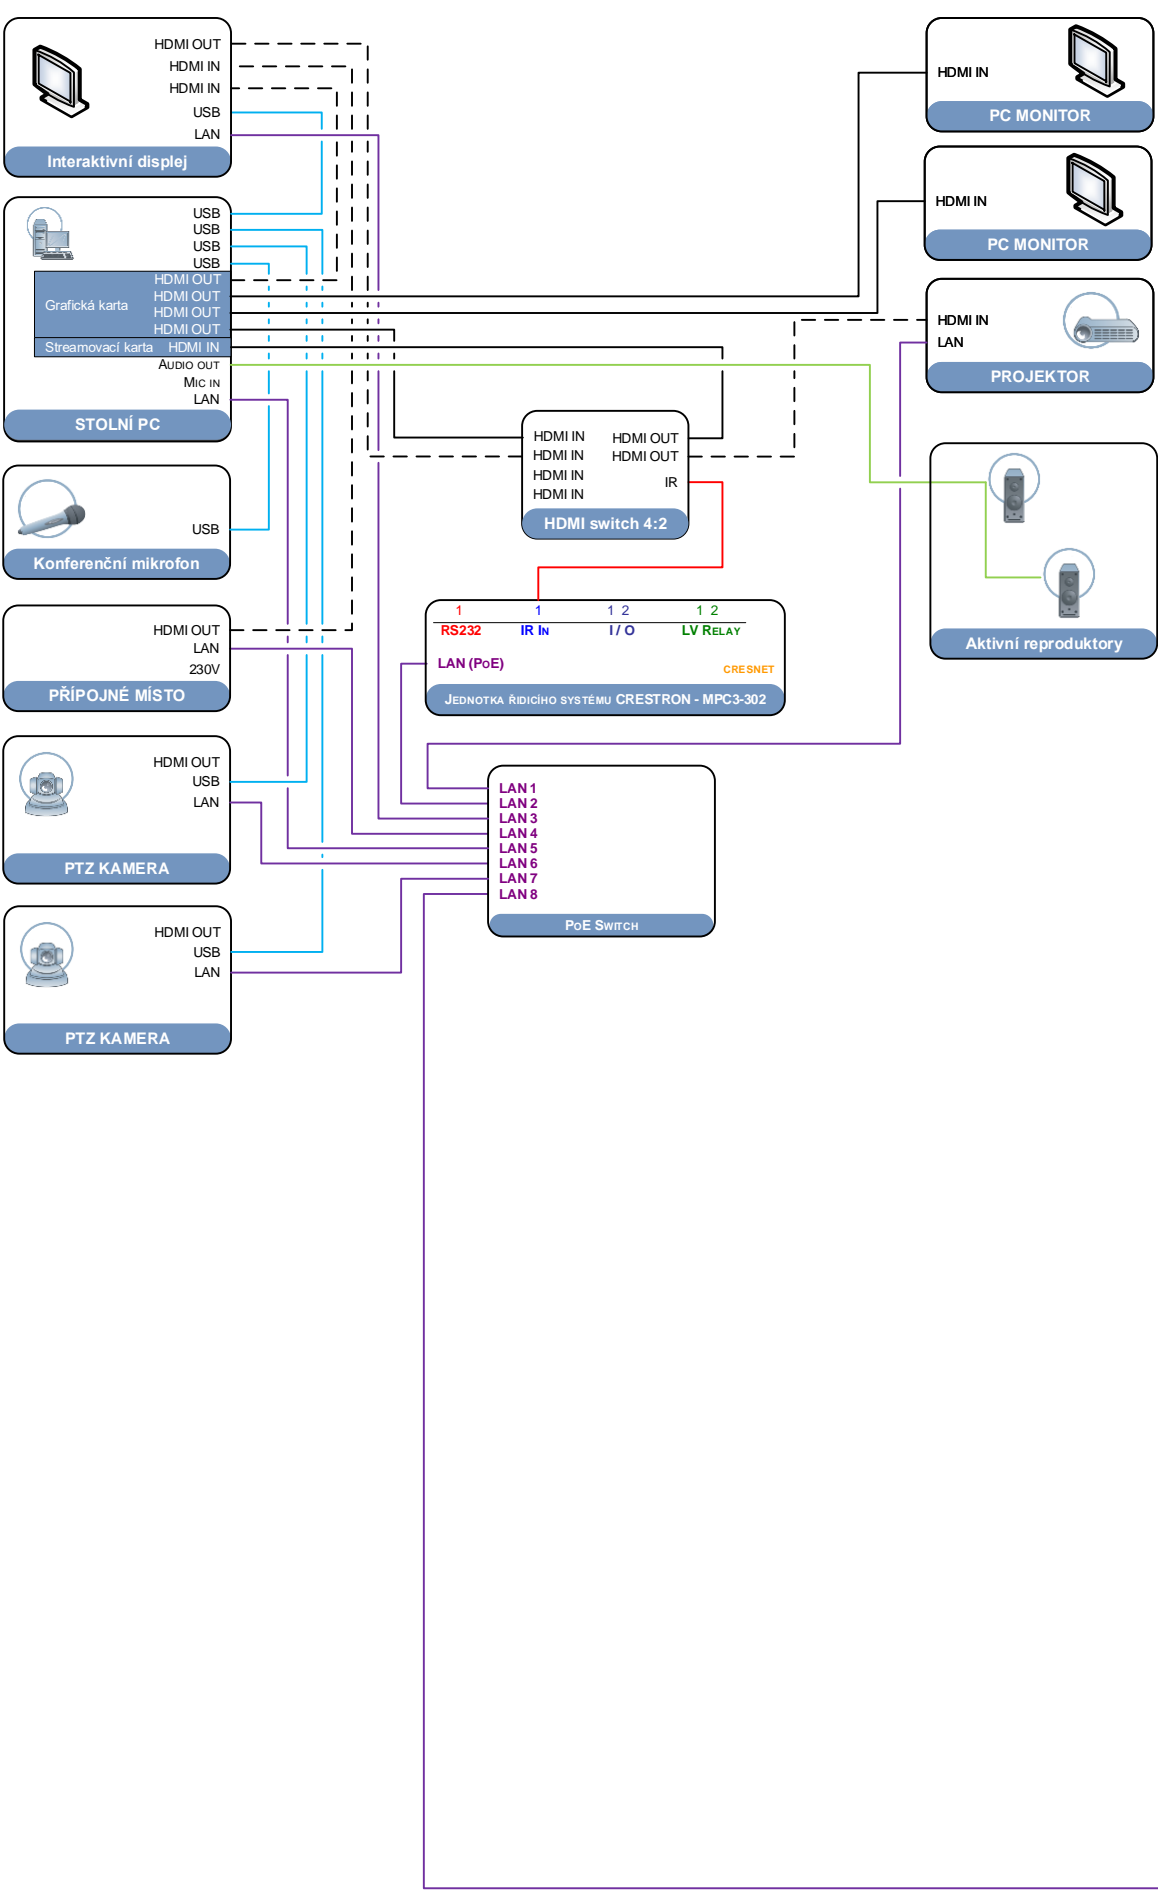 HDMI OUT
HDMI IN
HDMI IN
USB
LAN
Interaktivní displej
USB
USB
USB
USB
HDMI OUT
Grafická karta
HDMI OUT
HDMI OUT
HDMI OUT
Streamovací karta HDMI IN
AUDIO OUT
MIC IN
LAN
STOLNÍ PC
USB
Konferenční mikrofon
HDMI OUT
LAN
230V
PŘÍPOJNÉ MÍSTO
HDMI OUT
USB
LAN
PTZ KAMERA
HDMI OUT
USB
LAN
PTZ KAMERA
HDMI IN HDMI OUT
HDMI IN HDMI OUT
HDMI IN
IR
HDMI IN
HDMI switch 4:2
1 1 1 2 1 2
RS232 IR IN I / O LV RELAY
LAN (POE)
CRESNET
JEDNOTKA ŘIDICÍHO SYSTÉMU CRESTRON - MPC3-302
LAN 1
LAN 2
LAN 3
LAN 4
LAN 5
LAN 6
LAN 7
LAN 8
POE SWITCH
HDMI IN
PC MONITOR
HDMI IN
PC MONITOR
HDMI IN
LAN
PROJEKTOR
Aktivní reproduktory